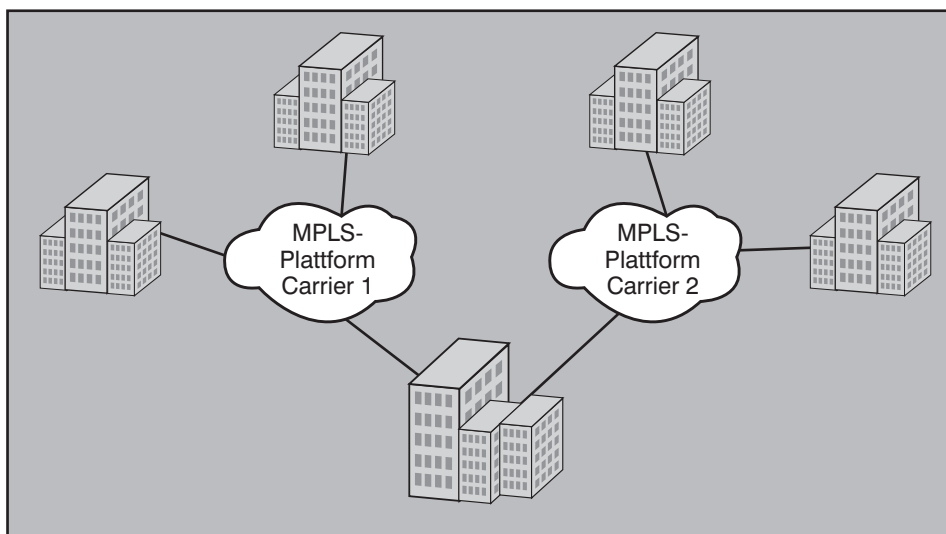 MPLS-
Plattform
Carrier 1
MPLS-
Plattform
Carrier 2